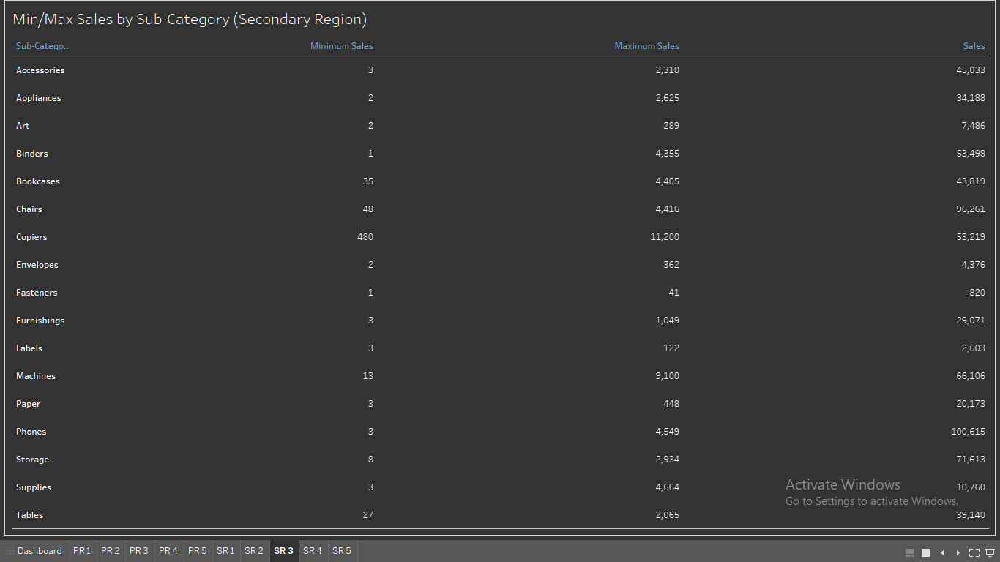 Min/Max Sales by Sub-Category (Secondary Region)
Sub-Catego.. Minimum Sales Maximum Sales Sales
Accessories 3 2,310 45,033
Appliances 2 2,625 34,188
Art 2 289 7,486
Binders 1 4,355 53,498
Bookcases 35 4,405 43,819
Chairs 48 4,416 96,261
Copiers 480 11,200 53,219
Envelopes 2 362 4,376
Fasteners 1 41 820
Furnishings 3 1,049 29,071
Labels 3 122 2,603
Machines 13 9,100 66,106
Paper 3 448 20,173
Phones 3 4,549 100,615
Storage 8 2,934 71,613
Supplies 3 4,664 10,760
Tables 27 2,065 39,140
Activate Windows
Go to Settings to activate Windows.
Dashboard PR 1 PR 2 PR 3 PR 4 PR 5 SR 1 SR 2 SR 3 SR 4 SR 5